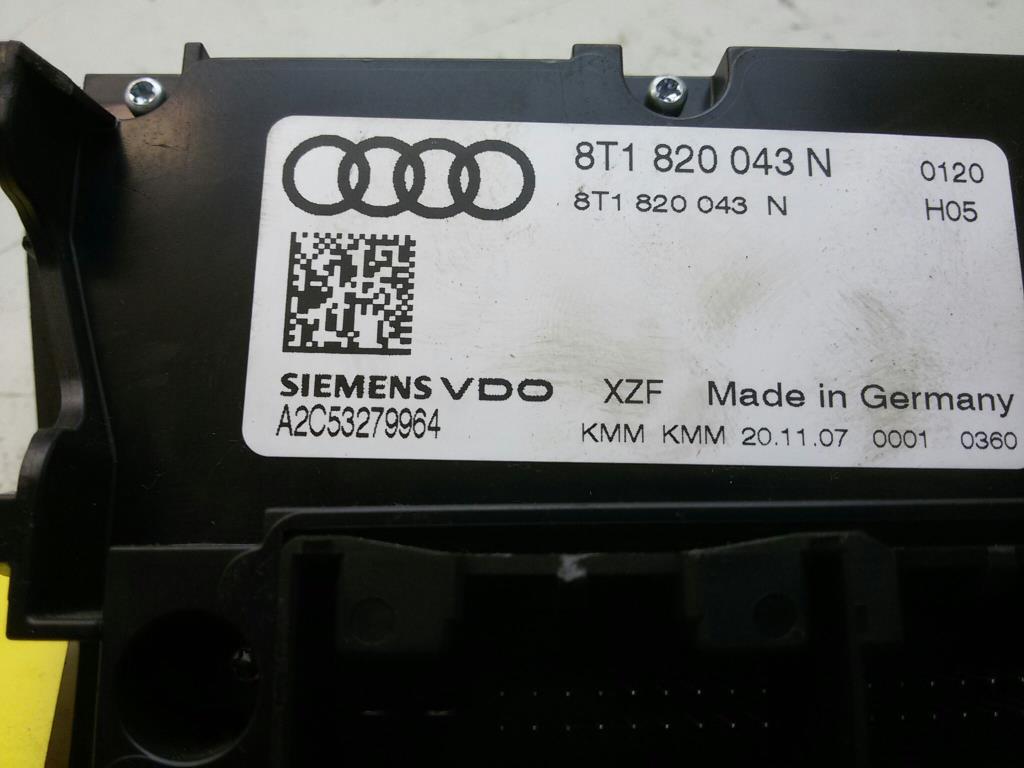 8T1 820 043 N 0120
8T1 820 043 N H05
SIEMENS VDO XZF Made in Germany
A2C53279964 KMM KMM 20.11.07 0001 0360